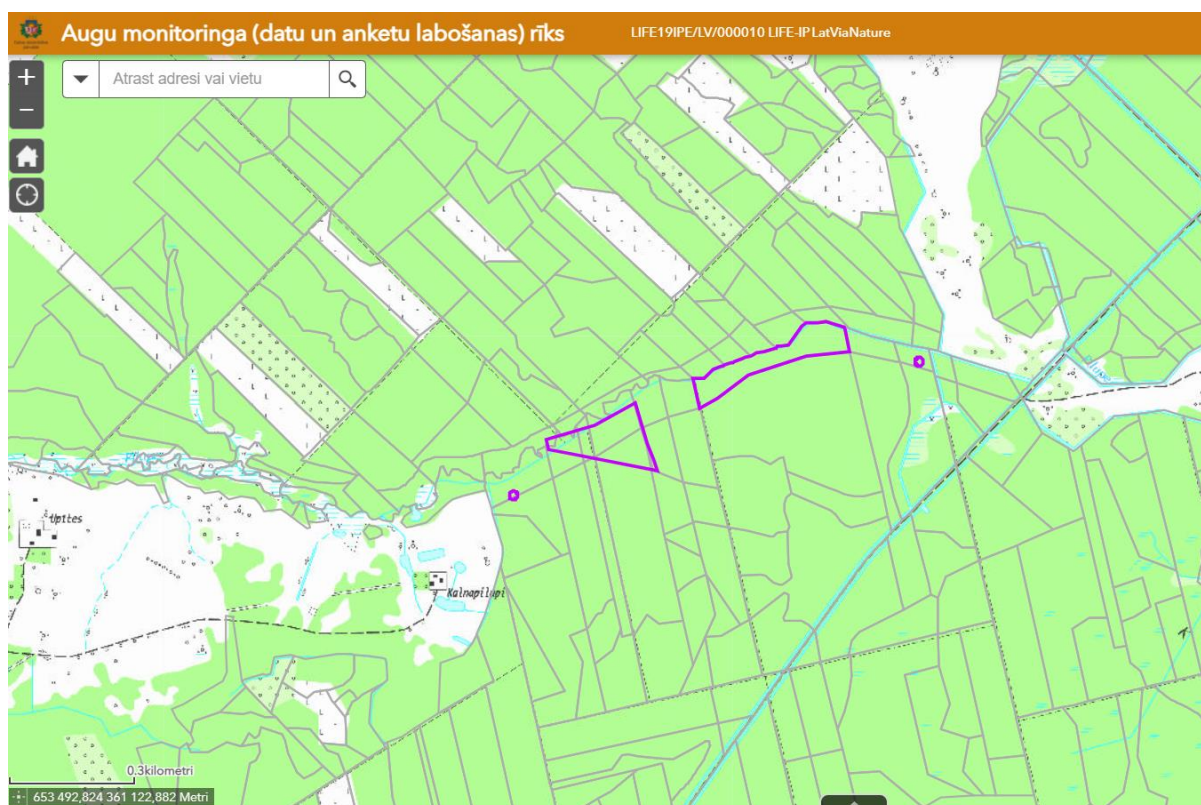 Augu monitoringa (datu un anketu labošanas) rīks
LIFE19IPE/LV/000010 LIFE-IP LatViaNature
+
Atrast adresi vai vietu
−
Kalnapilupi
0.3kilometri
653 492,824 361 122,882 Metri